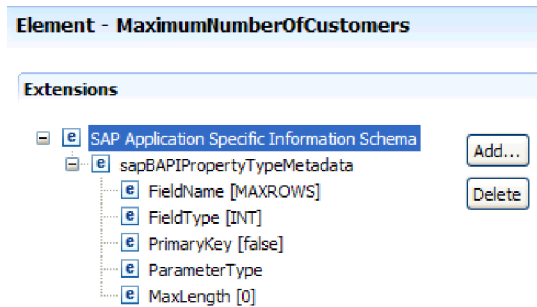 Element - MaximumNumberOfCustomers
Extensions
SAP Application Specific Information Schema
Add...
sapBAPIPropertyTypeMetadata
FieldName [MAXROWS]
Delete
FieldType [INT]
PrimaryKey [false]
ParameterType
MaxLength [0]